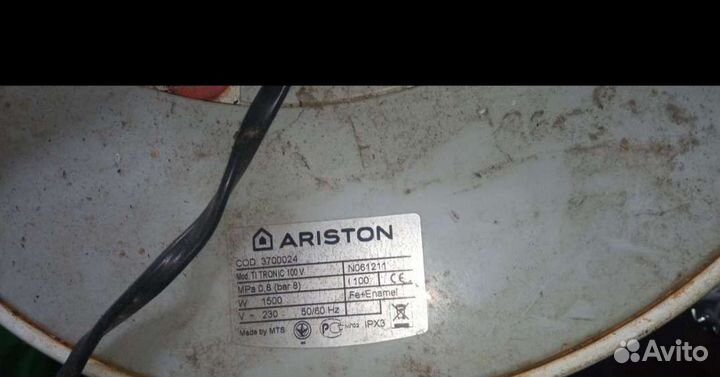 ARISTON
COD. 3700024
Mod. TI TRONIC 100 V N061211
MPa 0,8 (bar 8) l 100 CE
W 1500 Fe+Enamel
V ~ 230 50/60 Hz
Made by MTS IPX3
Avito